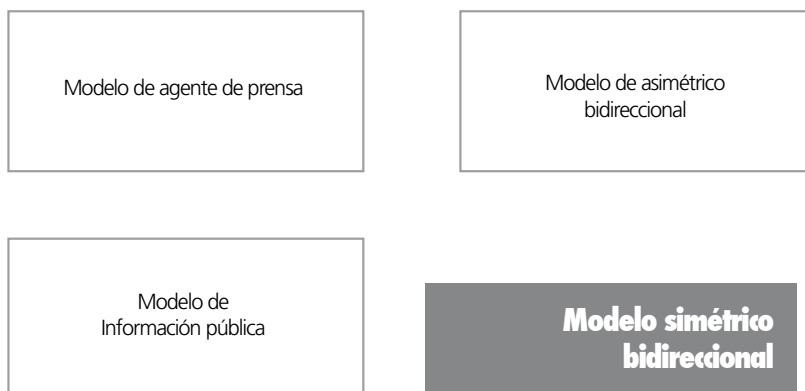 Modelo de agente de prensa
Modelo de asimétrico
bidireccional
Modelo de
Información pública
Modelo simétrico
bidireccional